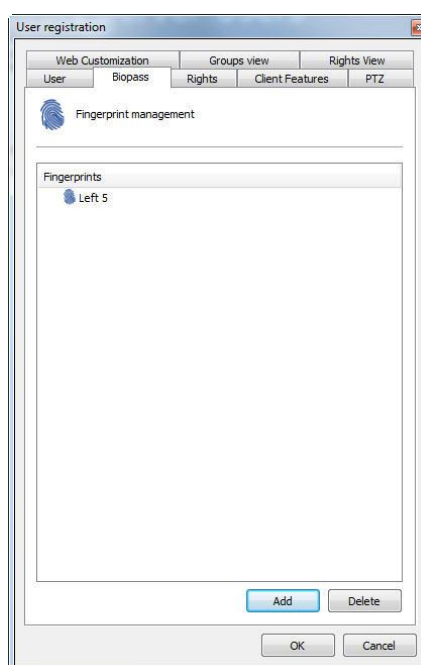 User registration
Web Customization Groups view Rights View
User Biopass Rights Client Features PTZ
Fingerprint management
Fingerprints
Left 5
Add Delete
OK Cancel